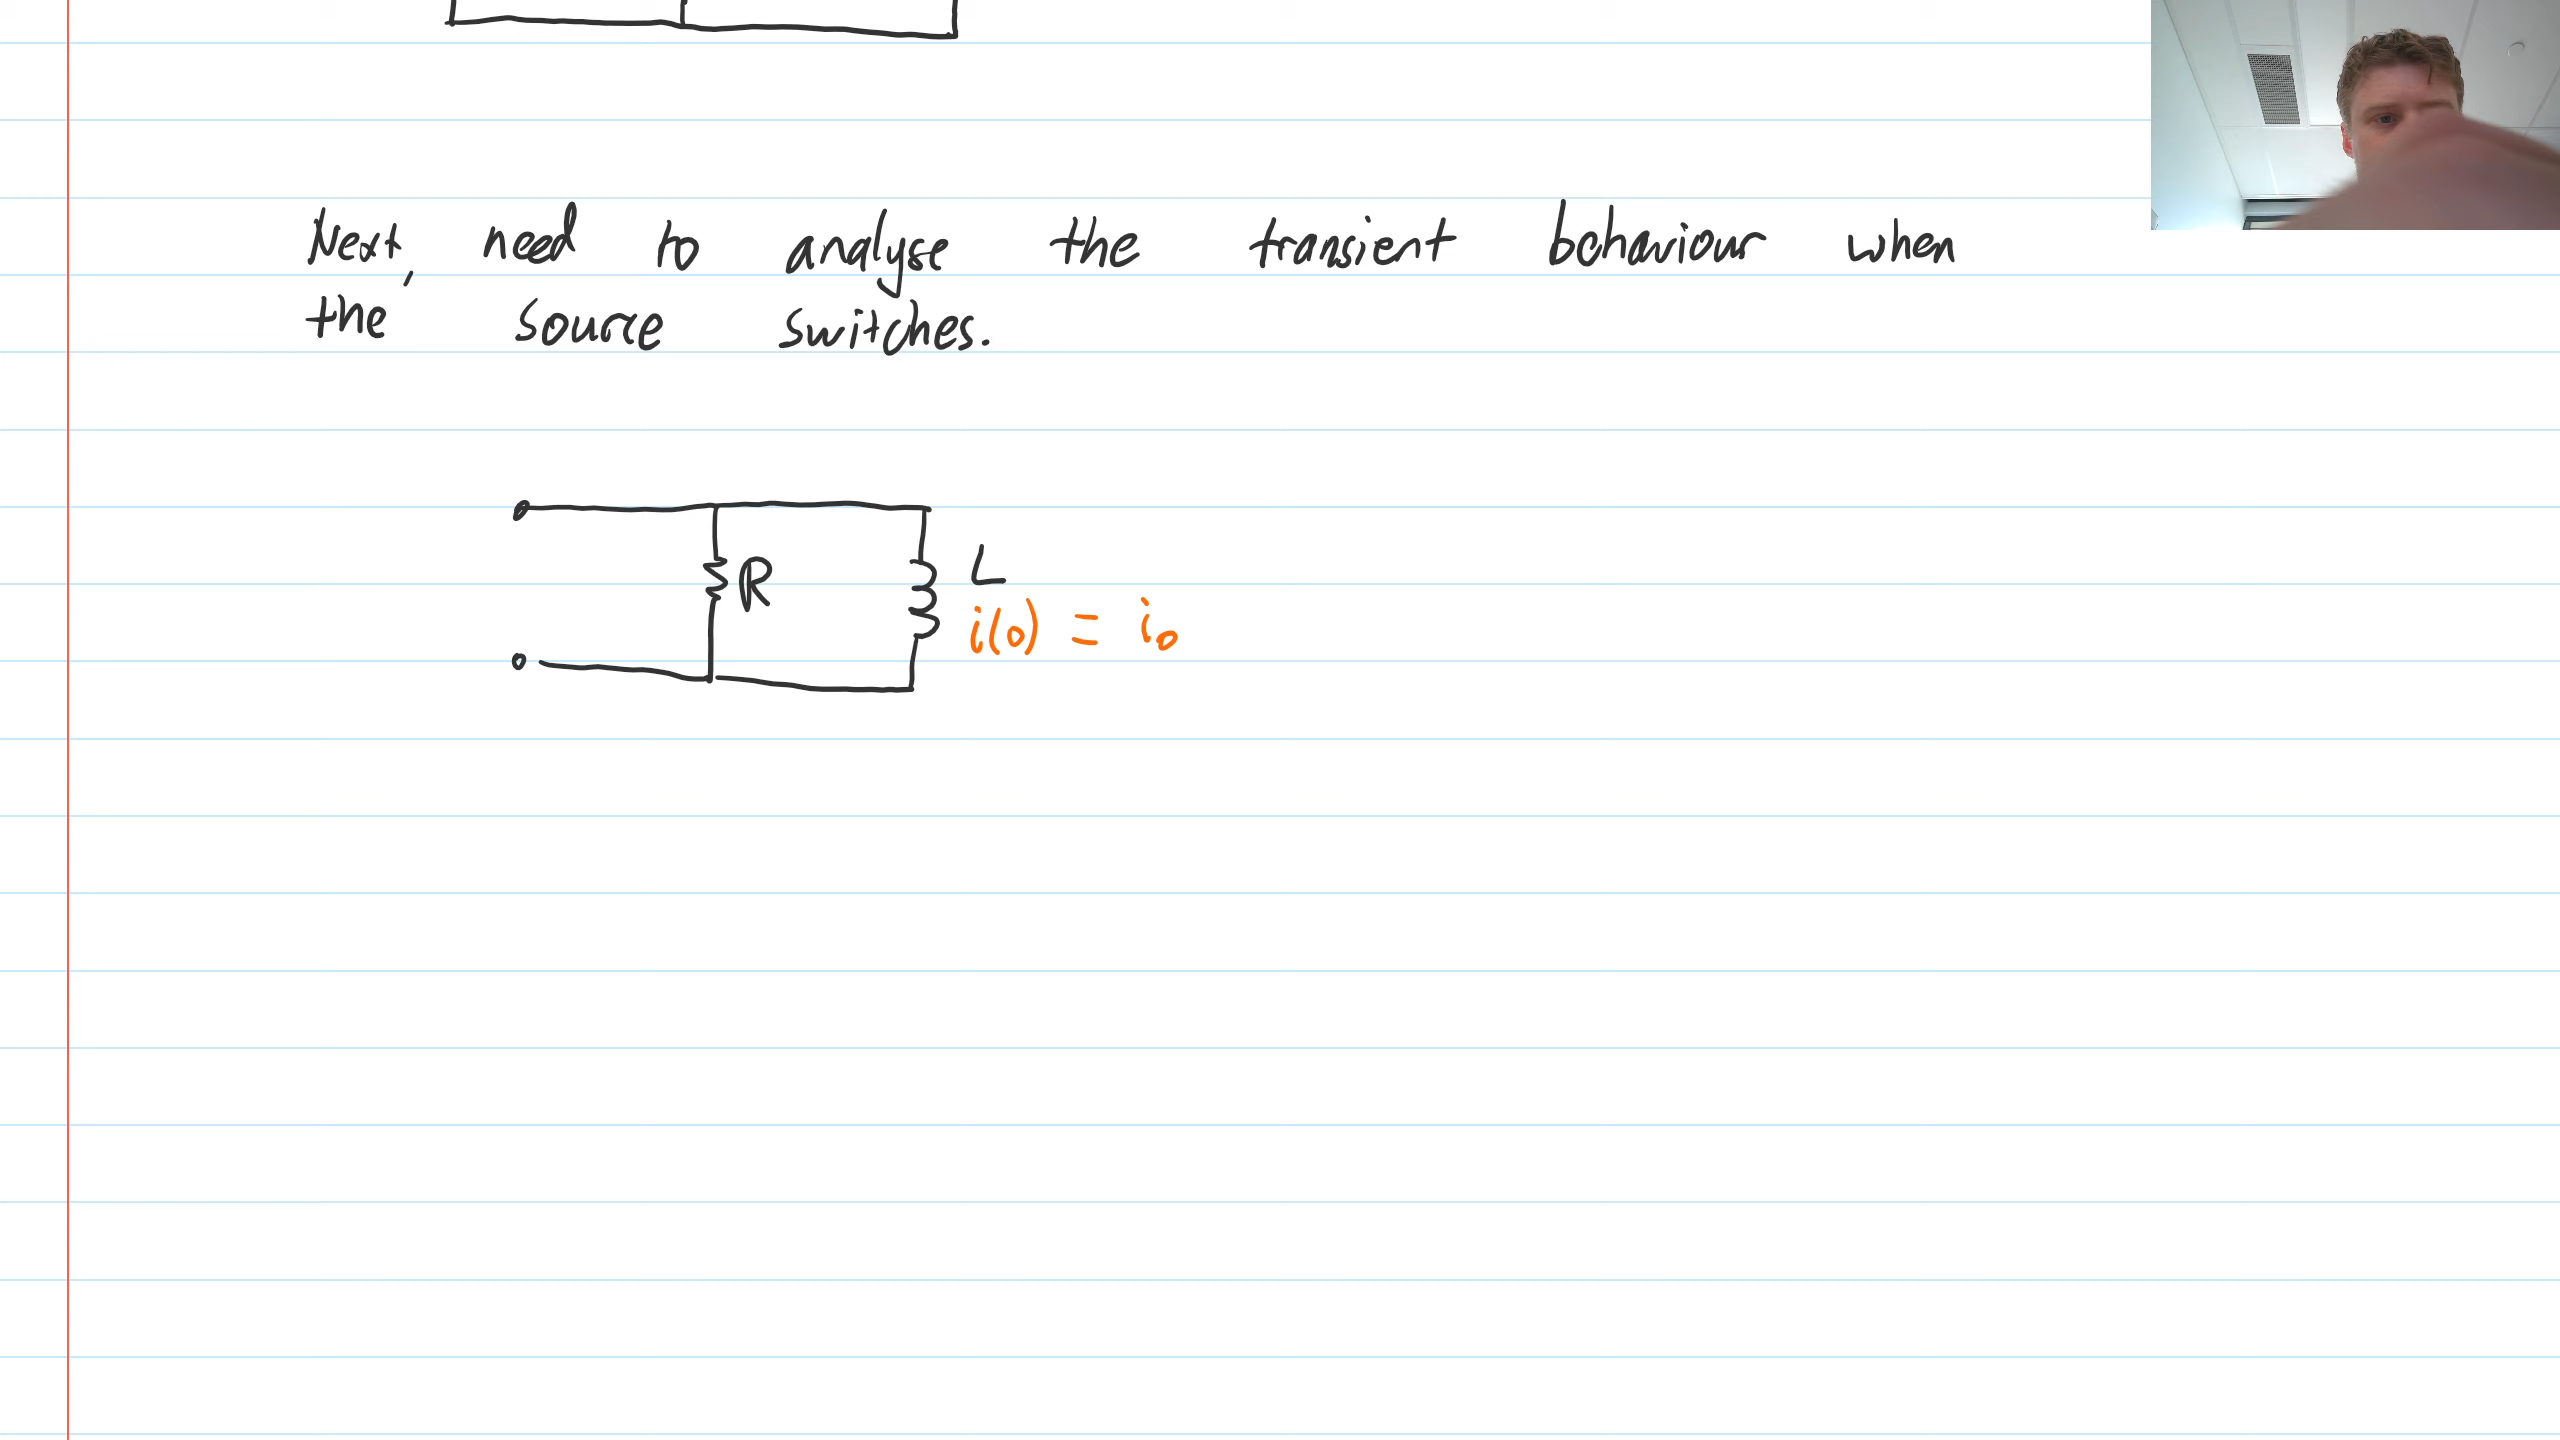 Next, need to analyse the transient behaviour when
the source switches.
R
L
i(0) = i₀